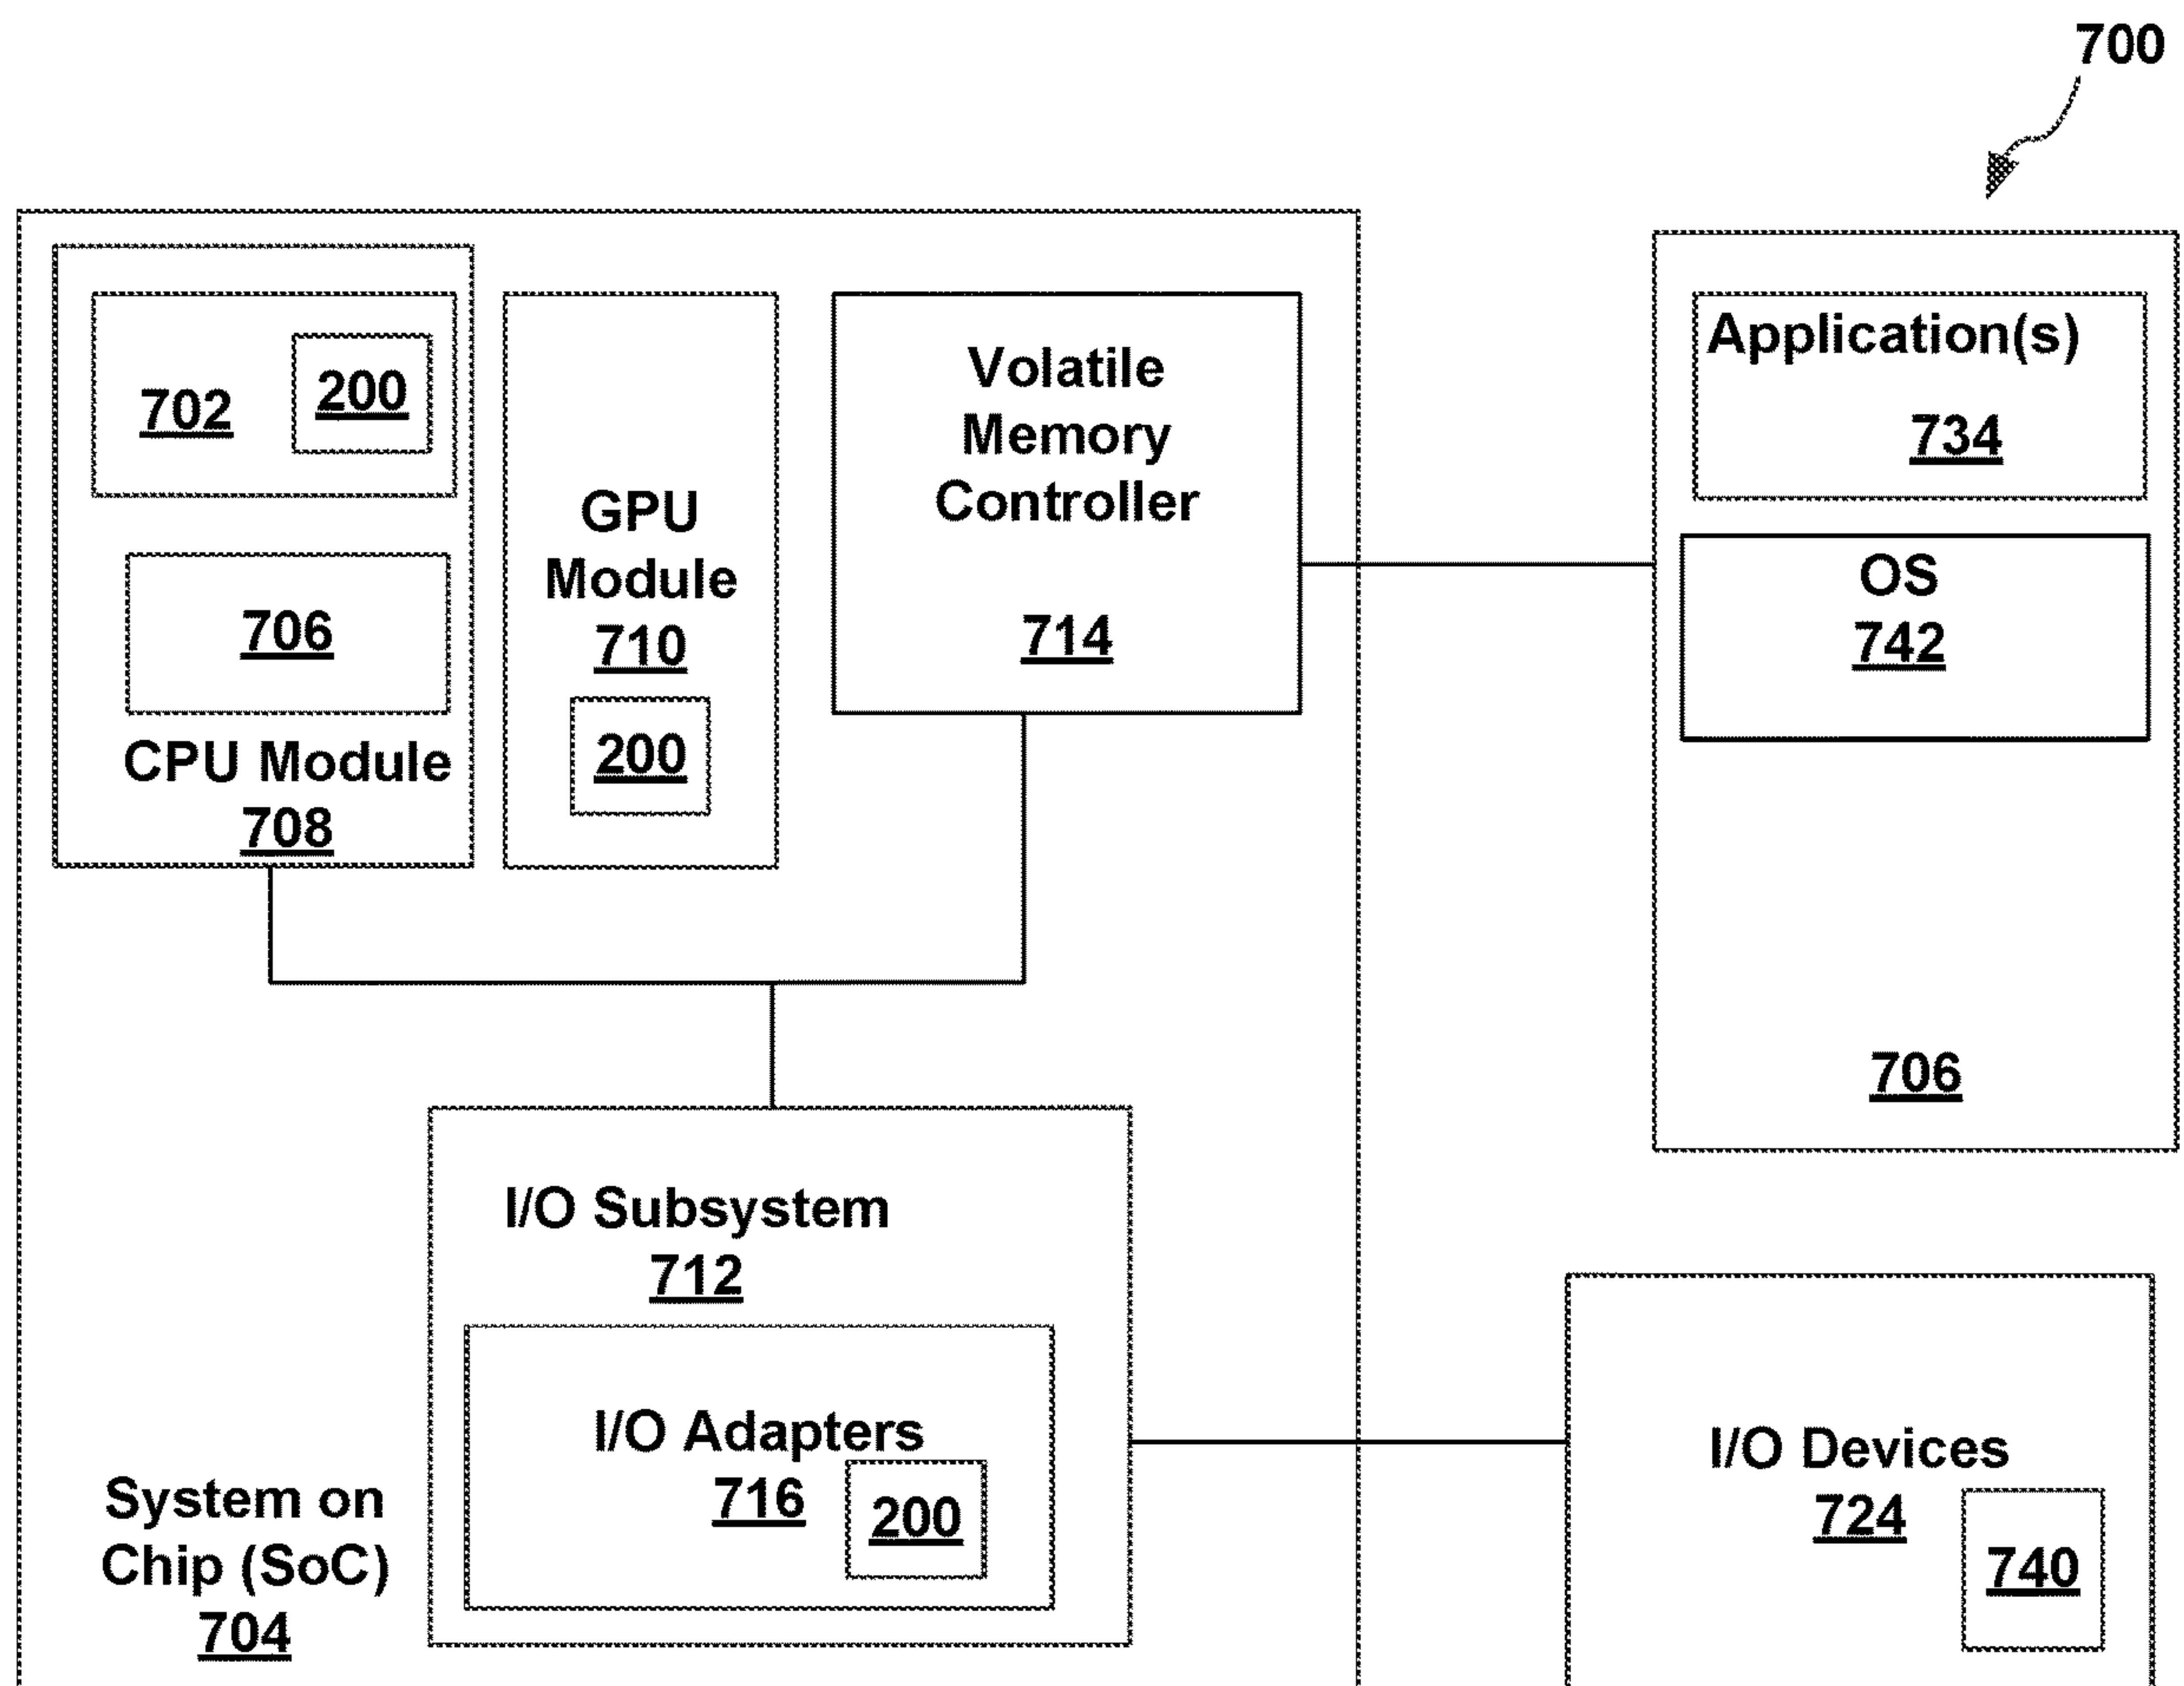 700
702
200
706
CPU Module
708
GPU
Module
710
200
Volatile
Memory
Controller
714
Application(s)
734
OS
742
706
I/O Subsystem
712
I/O Adapters
716
200
System on
Chip (SoC)
704
I/O Devices
724
740